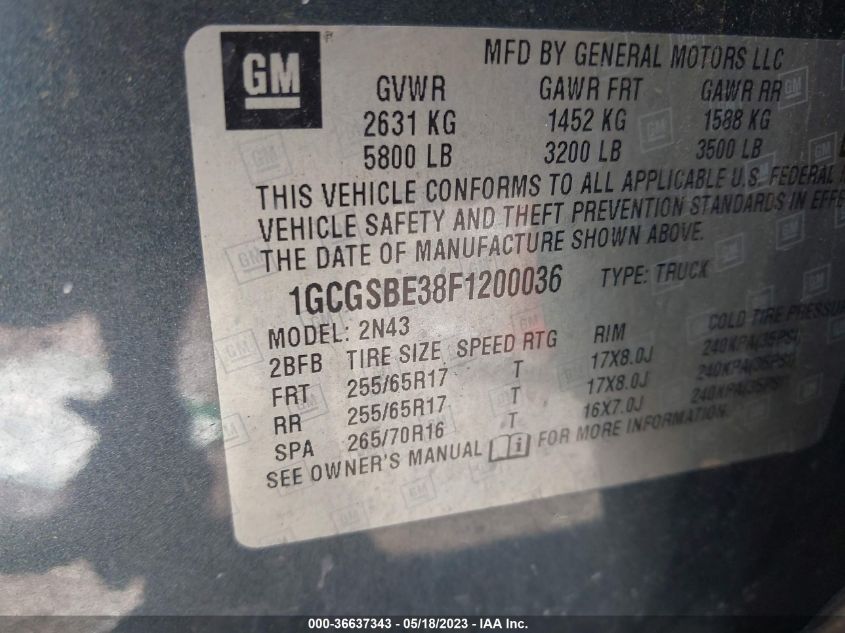 GM
MFD BY GENERAL MOTORS LLC
GVWR GAWR FRT GAWR RR
2631 KG 1452 KG 1588 KG
5800 LB 3200 LB 3500 LB
THIS VEHICLE CONFORMS TO ALL APPLICABLE U.S. FEDERAL
VEHICLE SAFETY AND THEFT PREVENTION STANDARDS IN EFFE
THE DATE OF MANUFACTURE SHOWN ABOVE.
1GCGSBE38F1200036 TYPE: TRUCK
MODEL: 2N43
2BFB TIRE SIZE SPEED RTG RIM COLD TIRE PRESSU
FRT 255/65R17 T 17X8.0J 240KPA(35PSI)
RR 255/65R17 T 17X8.0J 240KPA(35PSI)
SPA 265/70R16 T 16X7.0J 240KPA(35PSI)
SEE OWNER'S MANUAL FOR MORE INFORMATION.
000-36637343 - 05/18/2023 - IAA Inc.